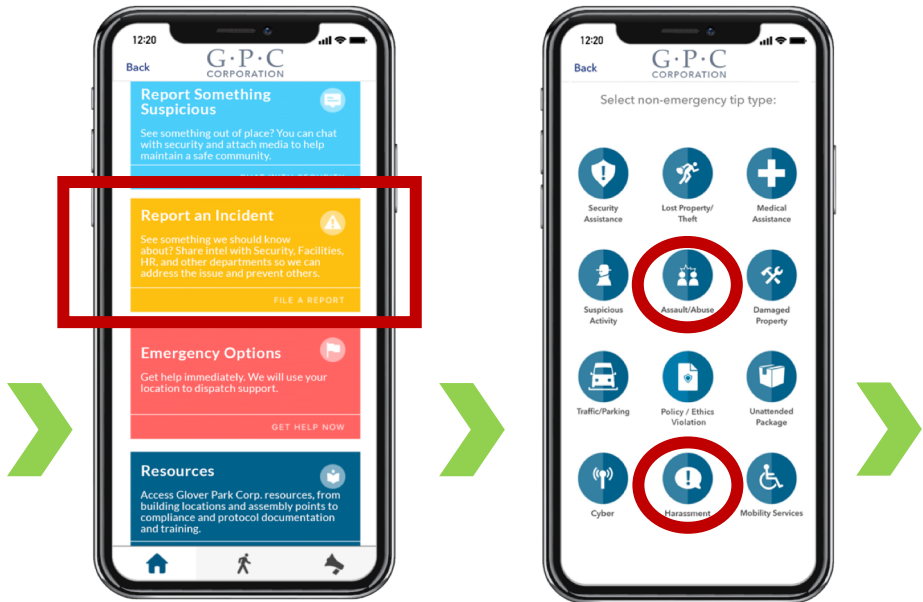 12:20
Back
G·P·C
CORPORATION
Report Something
Suspicious
See something out of place? You can chat
with security and attach media to help
maintain a safe community.
Report an Incident
See something we should know
about? Share intel with Security, Facilities,
HR, and other departments so we can
address the issue and prevent others.
FILE A REPORT
Emergency Options
Get help immediately. We will use your
location to dispatch support.
GET HELP NOW
Resources
Access Glover Park Corp. resources, from
building locations and assembly points to
compliance and protocol documentation
and training.
12:20
Back
G·P·C
CORPORATION
Select non-emergency tip type:
Security
Assistance
Lost Property/
Theft
Medical
Assistance
Suspicious
Activity
Assault/Abuse
Damaged
Property
Traffic/Parking
Policy / Ethics
Violation
Unattended
Package
Cyber
Harassment
Mobility Services